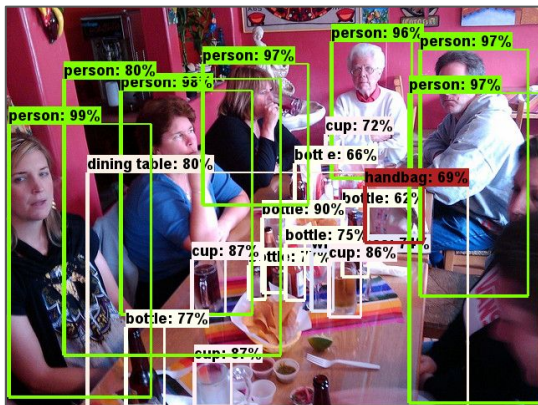 person: 96%
person: 97%
person: 97%
person: 80%
person: 98%
person: 97%
person: 99%
cup: 72%
bottle: 66%
dining table: 80%
handbag: 69%
bottle: 62%
bottle: 90%
bottle: 75%
cup: 87%
cup: 86%
bottle: 77%
cup: 87%